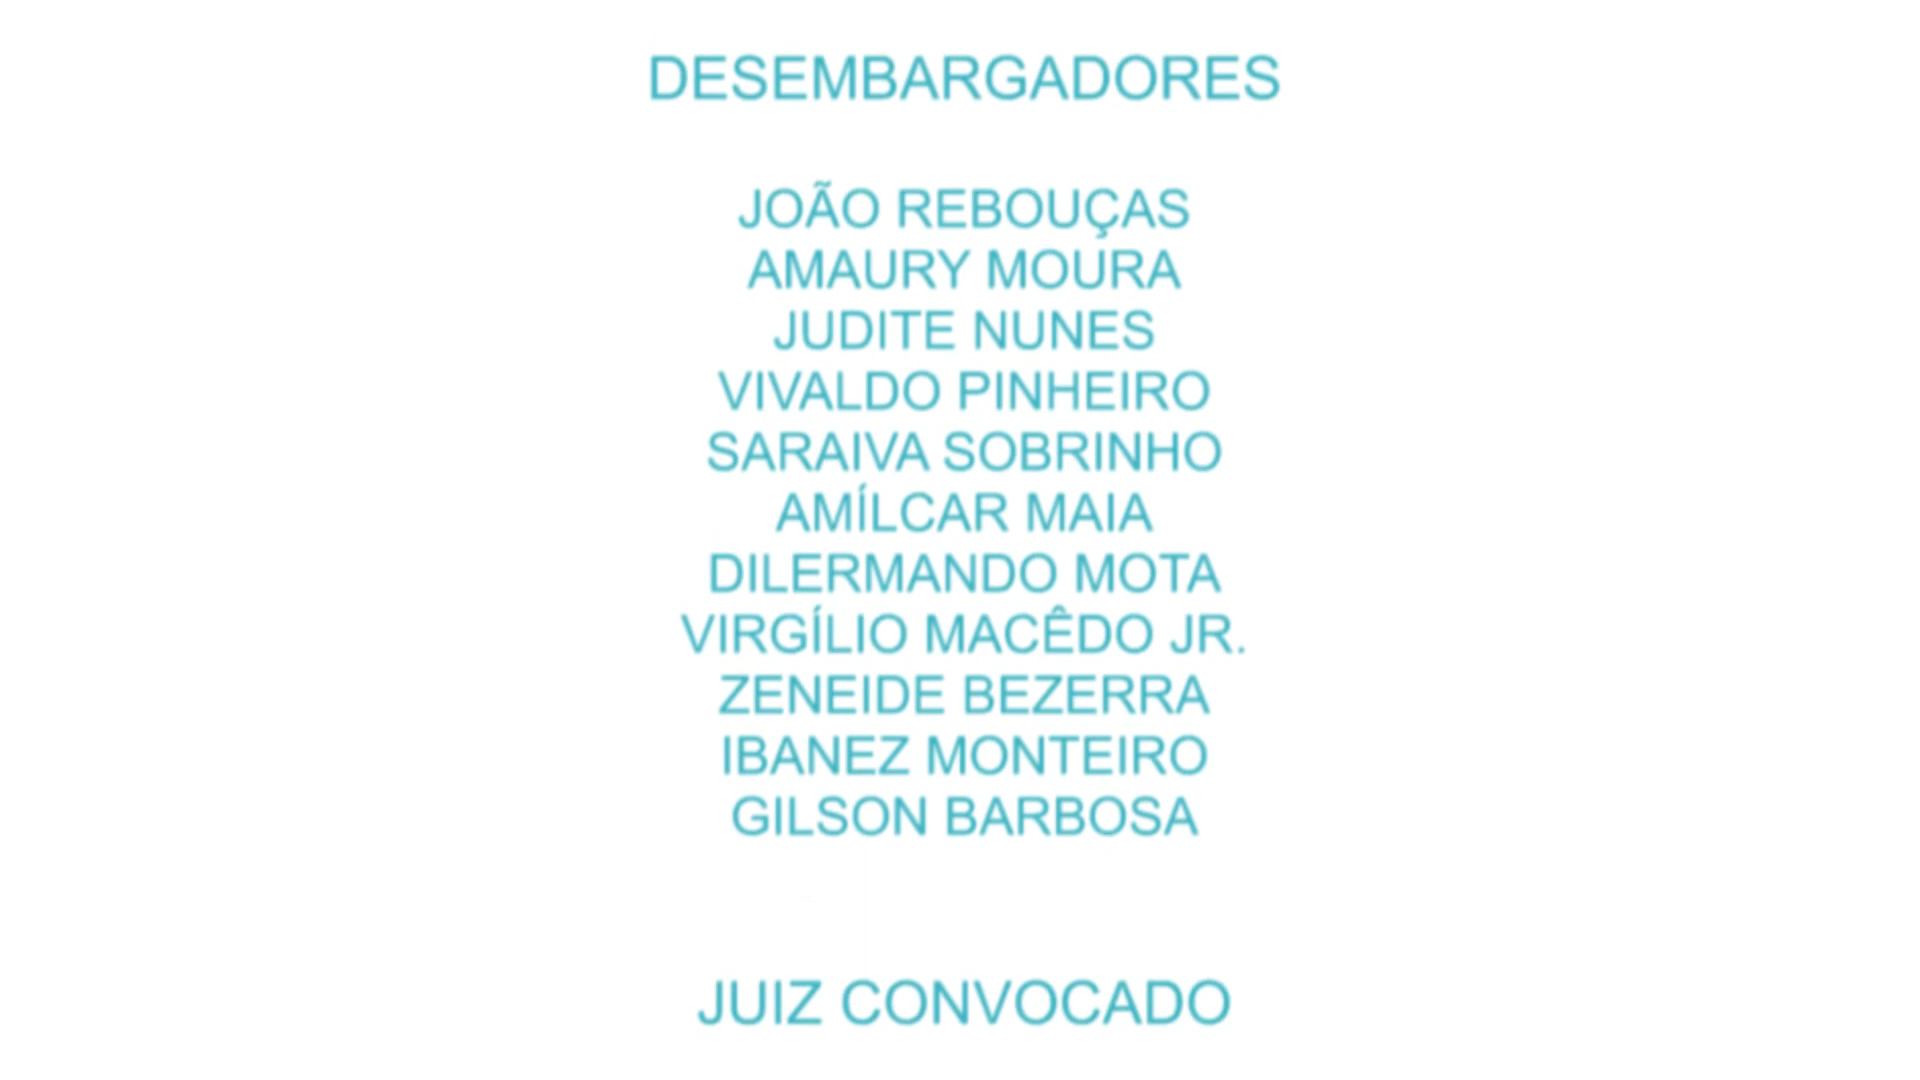 DESEMBARGADORES
JOÃO REBOUÇAS
AMAURY MOURA
JUDITE NUNES
VIVALDO PINHEIRO
SARAIVA SOBRINHO
AMÍLCAR MAIA
DILERMANDO MOTA
VIRGÍLIO MACÊDO JR.
ZENEIDE BEZERRA
IBANEZ MONTEIRO
GILSON BARBOSA
JUIZ CONVOCADO